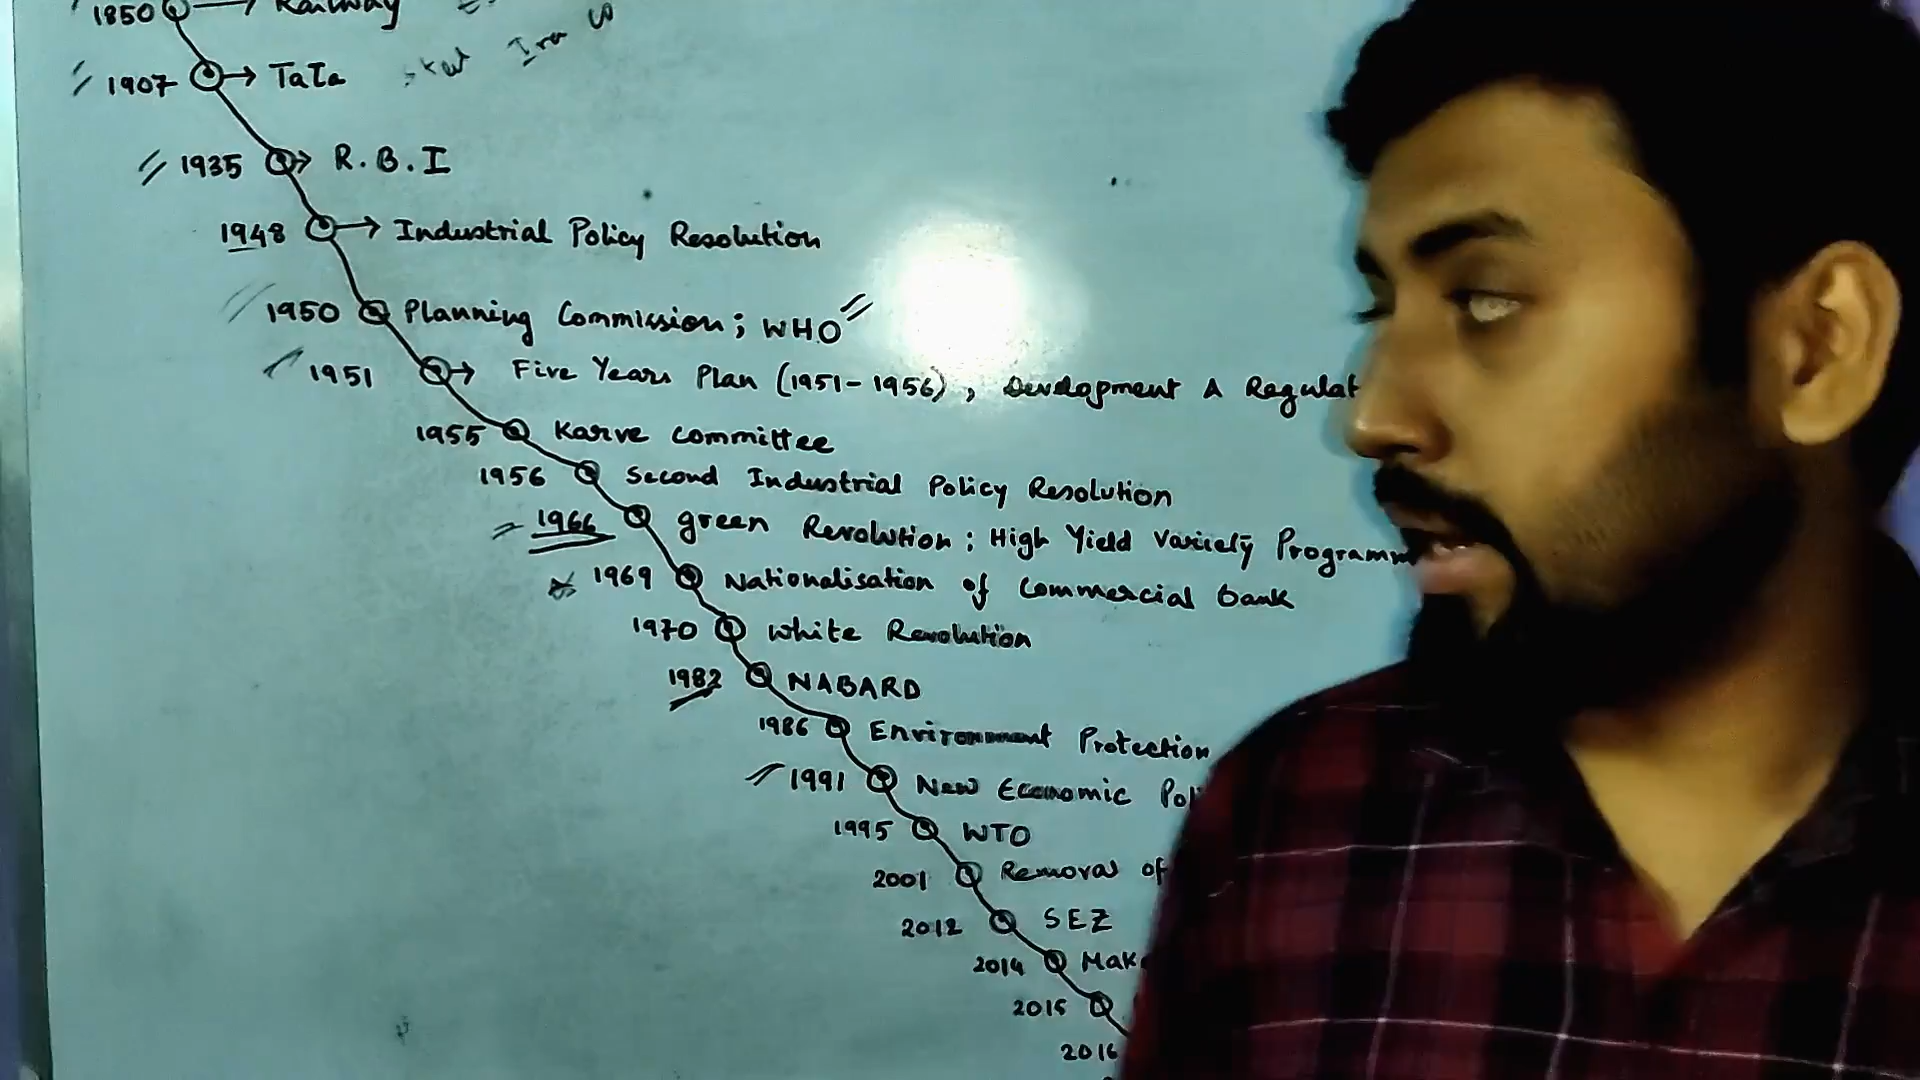 1850 → Railway
1907 → TaTa
1935 → R.B.I
1948 → Industrial Policy Resolution
1950 Planning Commission; WHO
1951 → Five Years Plan (1951-1956), Development A Regulat
1955 Karve committee
1956 Second Industrial Policy Resolution
1966 green Revolution; High Yield Variety Programm
1969 Nationalisation of Commercial bank
1970 White Revolution
1982 NABARD
1986 Environment Protection
1991 New Economic Pol
1995 WTO
2001 Removal of
2012 SEZ
2014 Mak
2015
2016